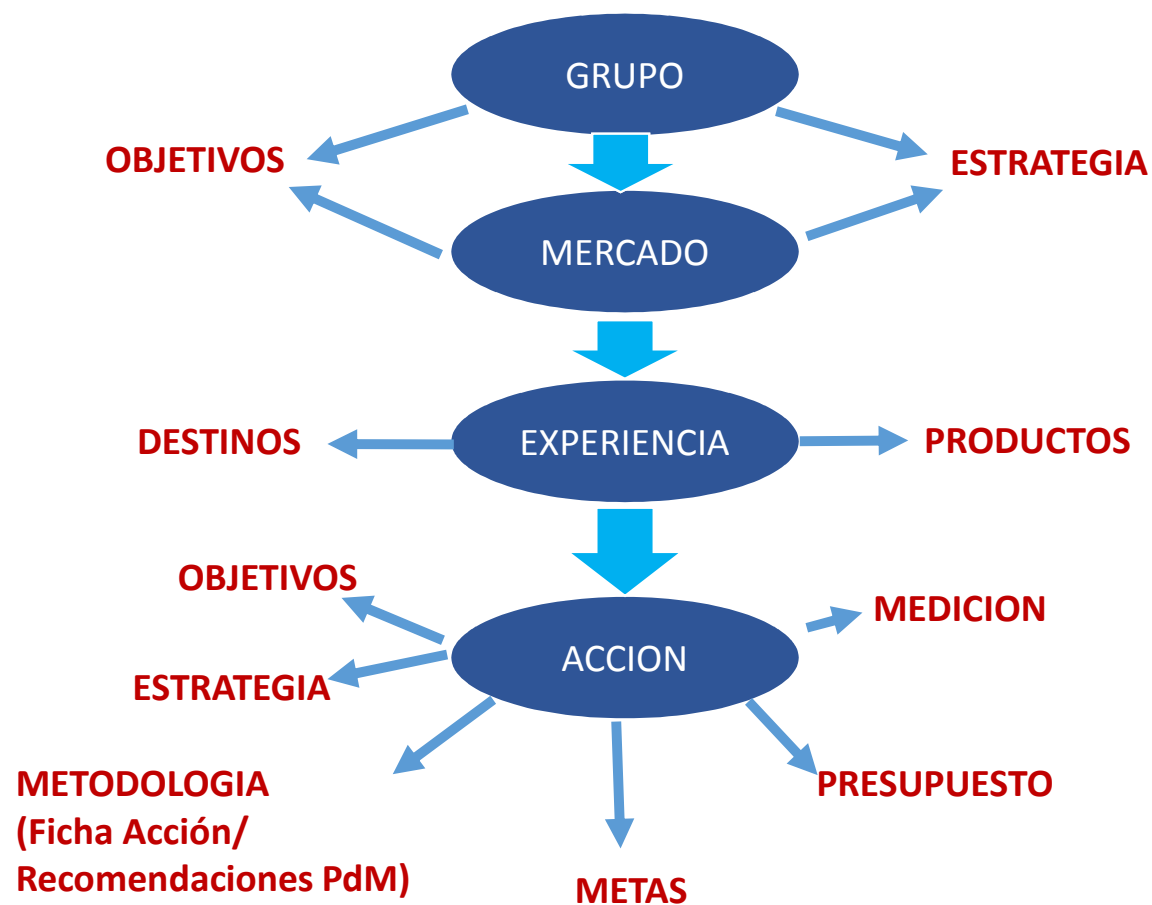 GRUPO
OBJETIVOS
ESTRATEGIA
MERCADO
DESTINOS
EXPERIENCIA
PRODUCTOS
OBJETIVOS
MEDICION
ACCION
ESTRATEGIA
METODOLOGIA
(Ficha Acción/
Recomendaciones PdM)
PRESUPUESTO
METAS